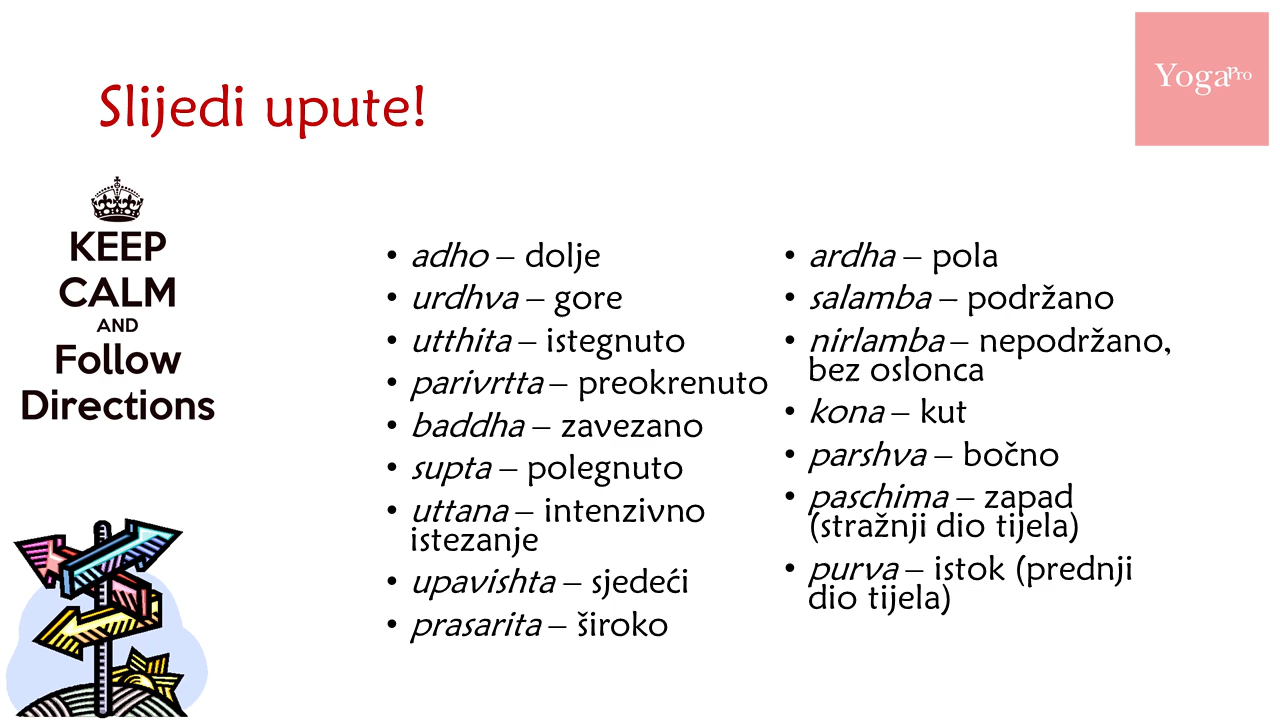 Slijedi upute!
YogaPro
KEEP
CALM
AND
Follow
Directions
• adho – dolje
• urdhva – gore
• utthita – istegnuto
• parivrtta – preokrenuto
• baddha – zavezano
• supta – polegnuto
• uttana – intenzivno
istezanje
• upavishta – sjedeći
• prasarita – široko
• ardha – pola
• salamba – podržano
• nirlamba – nepodržano,
bez oslonca
• kona – kut
• parshva – bočno
• paschima – zapad
(stražnji dio tijela)
• purva – istok (prednji
dio tijela)